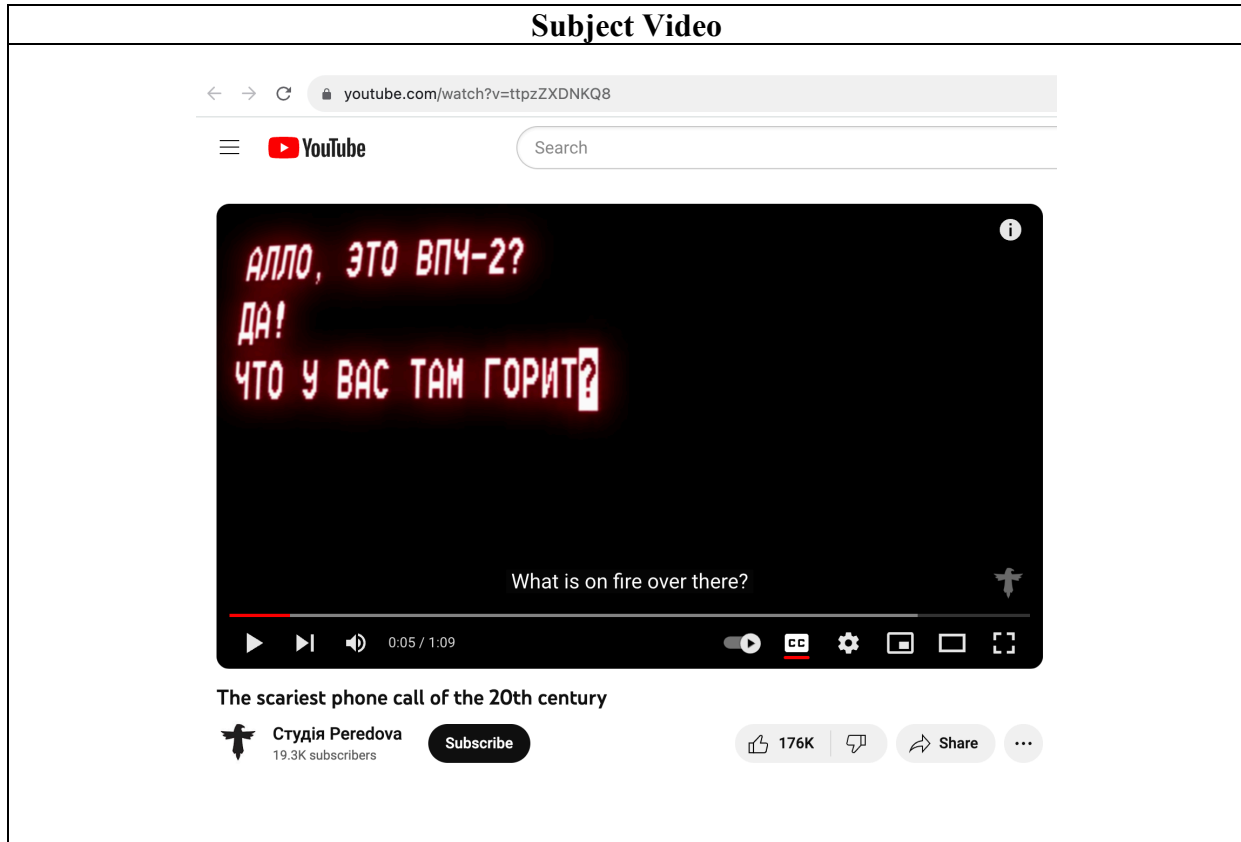 Subject Video
youtube.com/watch?v=ttpzZXDNKQ8
YouTube
Search
АЛЛО, ЭТО ВПЧ-2?
ДА!
ЧТО У ВАС ТАМ ГОРИТ?
What is on fire over there?
0:05 / 1:09
CC
The scariest phone call of the 20th century
Студія Peredova
19.3K subscribers
Subscribe
176K
Share